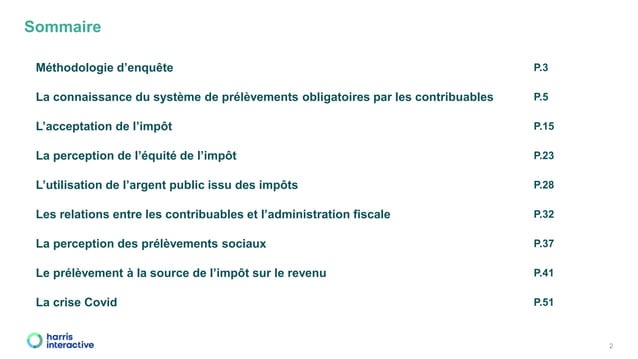 Sommaire
Méthodologie d’enquête P.3
La connaissance du système de prélèvements obligatoires par les contribuables P.5
L’acceptation de l’impôt P.15
La perception de l’équité de l’impôt P.23
L’utilisation de l’argent public issu des impôts P.28
Les relations entre les contribuables et l’administration fiscale P.32
La perception des prélèvements sociaux P.37
Le prélèvement à la source de l’impôt sur le revenu P.41
La crise Covid P.51
harris
interactive
2